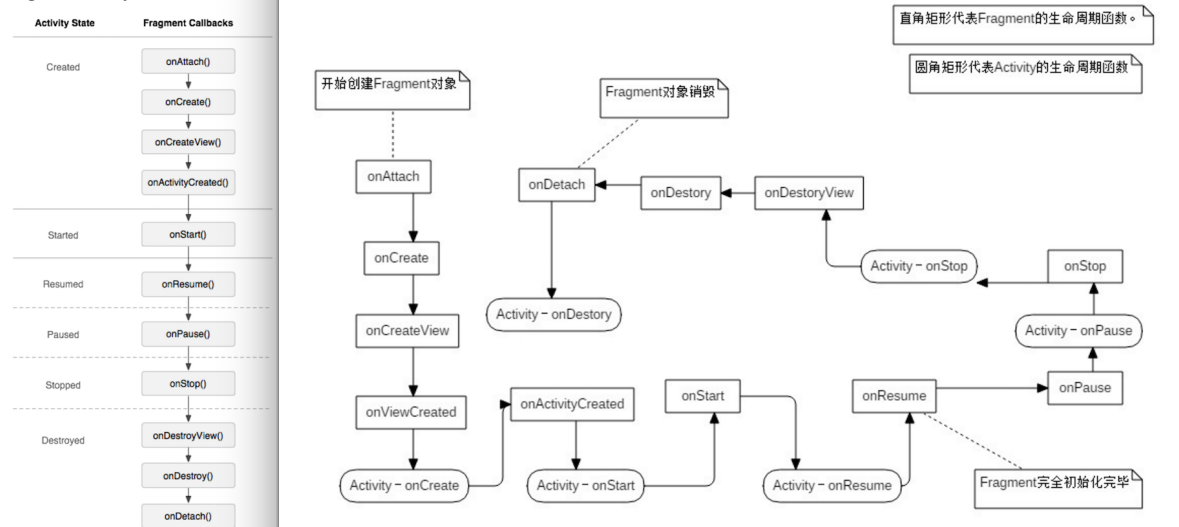 Activity State
Fragment Callbacks
Created
onAttach()
onCreate()
onCreateView()
onActivityCreated()
Started
onStart()
Resumed
onResume()
Paused
onPause()
Stopped
onStop()
Destroyed
onDestroyView()
onDestroy()
onDetach()
直角矩形代表Fragment的生命周期函数。
圆角矩形代表Activity的生命周期函数
开始创建Fragment对象
Fragment对象销毁
onAttach
onDetach
onDestory
onDestoryView
onCreate
Activity－onStop
onStop
Activity－onDestory
onCreateView
Activity－onPause
onViewCreated
onActivityCreated
onStart
onResume
onPause
Activity－onCreate
Activity－onStart
Activity－onResume
Fragment完全初始化完毕